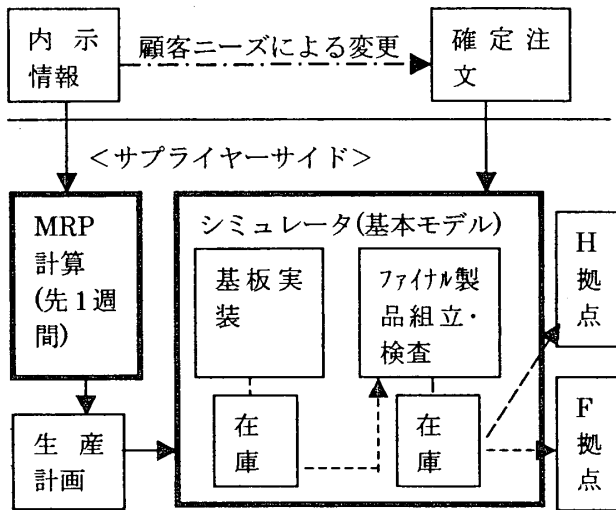 内示
情報
顧客ニーズによる変更
確定注
文
＜サプライヤーサイド＞
MRP
計算
(先1週
間)
シミュレータ(基本モデル)
基板実
装
ファイナル製
品組立・
検査
H
拠
点
生産
計画
在
庫
在
庫
F
拠
点